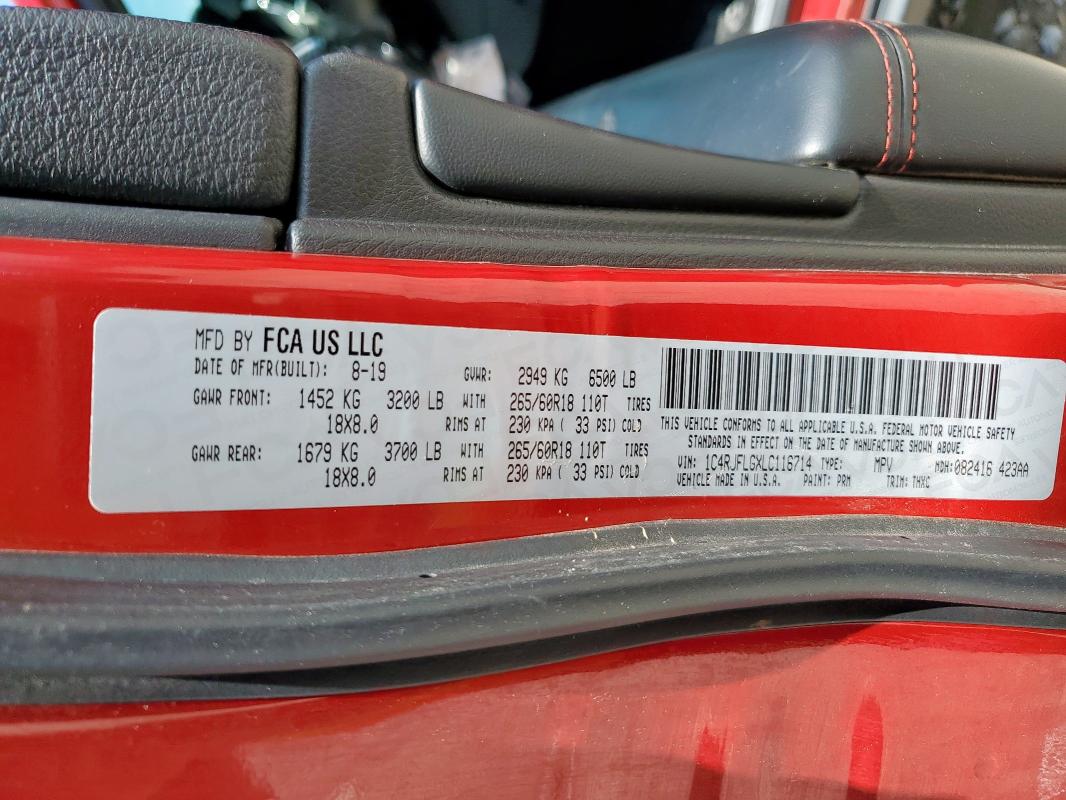 MFD BY FCA US LLC
DATE OF MFR(BUILT): 8-19 GVWR: 2949 KG 6500 LB
GAWR FRONT: 1452 KG 3200 LB WITH 265/60R18 110T TIRES
18X8.0 RIMS AT 230 KPA ( 33 PSI) COLD
GAWR REAR: 1679 KG 3700 LB WITH 265/60R18 110T TIRES
18X8.0 RIMS AT 230 KPA ( 33 PSI) COLD
THIS VEHICLE CONFORMS TO ALL APPLICABLE U.S.A. FEDERAL MOTOR VEHICLE SAFETY
STANDARDS IN EFFECT ON THE DATE OF MANUFACTURE SHOWN ABOVE.
VIN: 1C4RJFLGXLC116714 TYPE: MPV MDH:082416 423AA
VEHICLE MADE IN U.S.A. PAINT: PRM TRIM: THXG